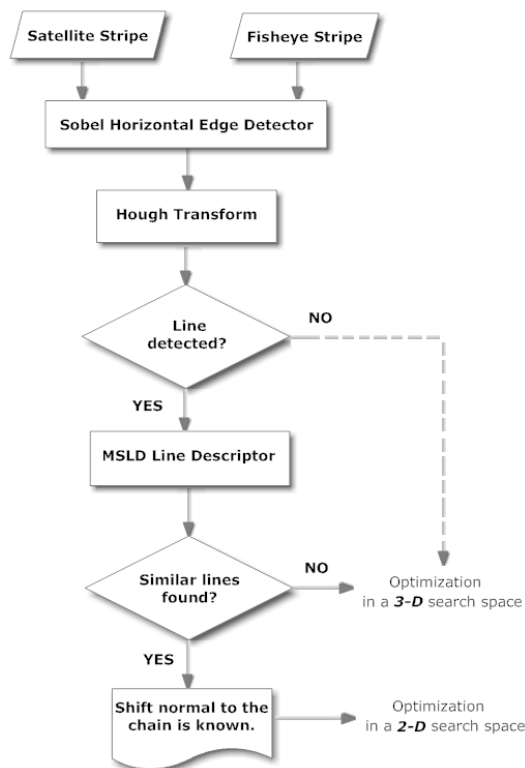 Satellite Stripe
Fisheye Stripe
Sobel Horizontal Edge Detector
Hough Transform
Line
detected?
NO
YES
MSLD Line Descriptor
Similar lines
found?
NO
Optimization
in a 3-D search space
YES
Shift normal to the
chain is known.
Optimization
in a 2-D search space